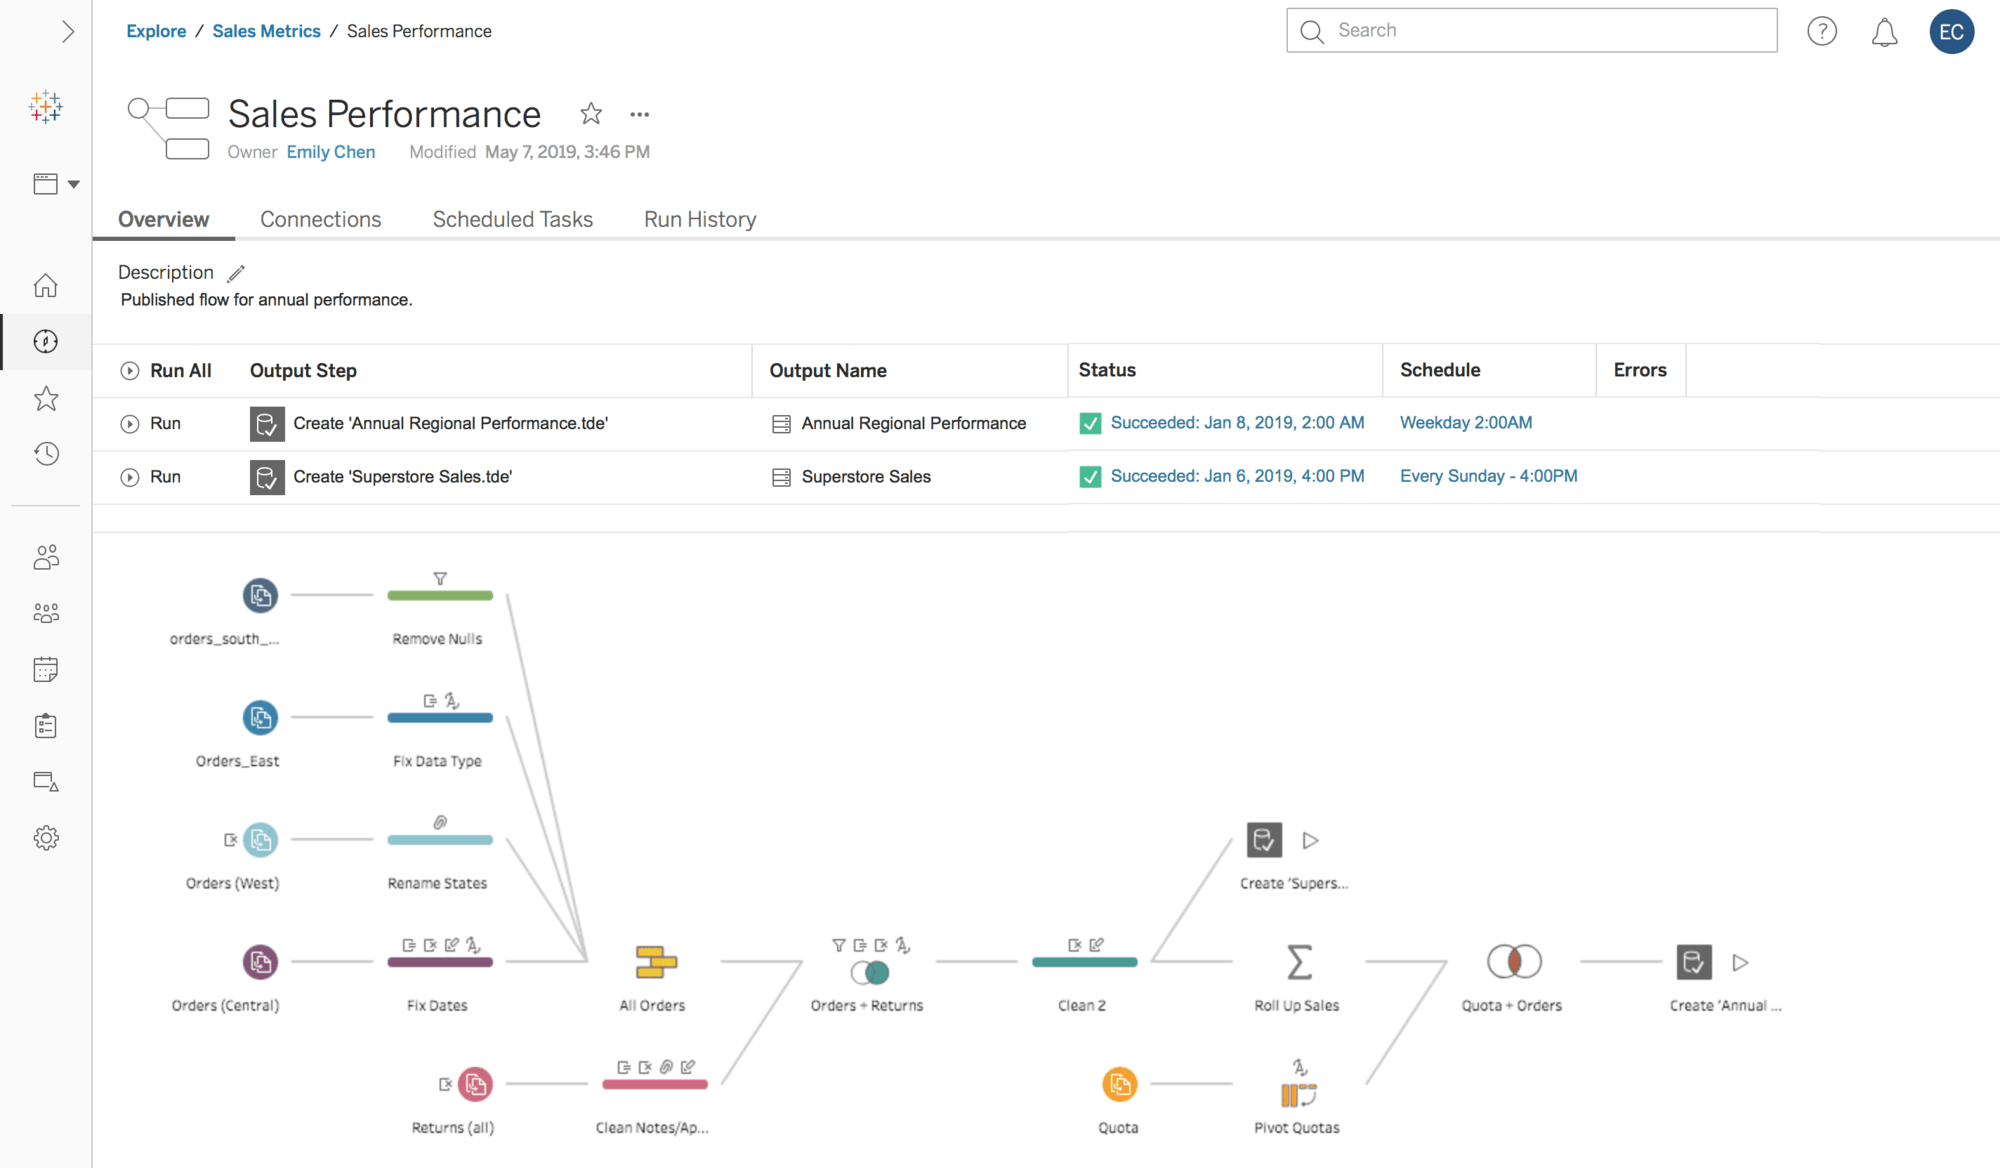 Explore / Sales Metrics / Sales Performance
Search
?
EC
Sales Performance
Owner Emily Chen Modified May 7, 2019, 3:46 PM
Overview Connections Scheduled Tasks Run History
Description
Published flow for annual performance.
Run All Output Step Output Name Status Schedule Errors
Run Create 'Annual Regional Performance.tde' Annual Regional Performance Succeeded: Jan 8, 2019, 2:00 AM Weekday 2:00AM
Run Create 'Superstore Sales.tde' Superstore Sales Succeeded: Jan 6, 2019, 4:00 PM Every Sunday - 4:00PM
orders_south_... Remove Nulls
Orders_East Fix Data Type
Orders (West) Rename States Create 'Supers...
Orders (Central) Fix Dates All Orders Orders + Returns Clean 2 Roll Up Sales Quota + Orders Create 'Annual ...
Returns (all) Clean Notes/Ap... Quota Pivot Quotas